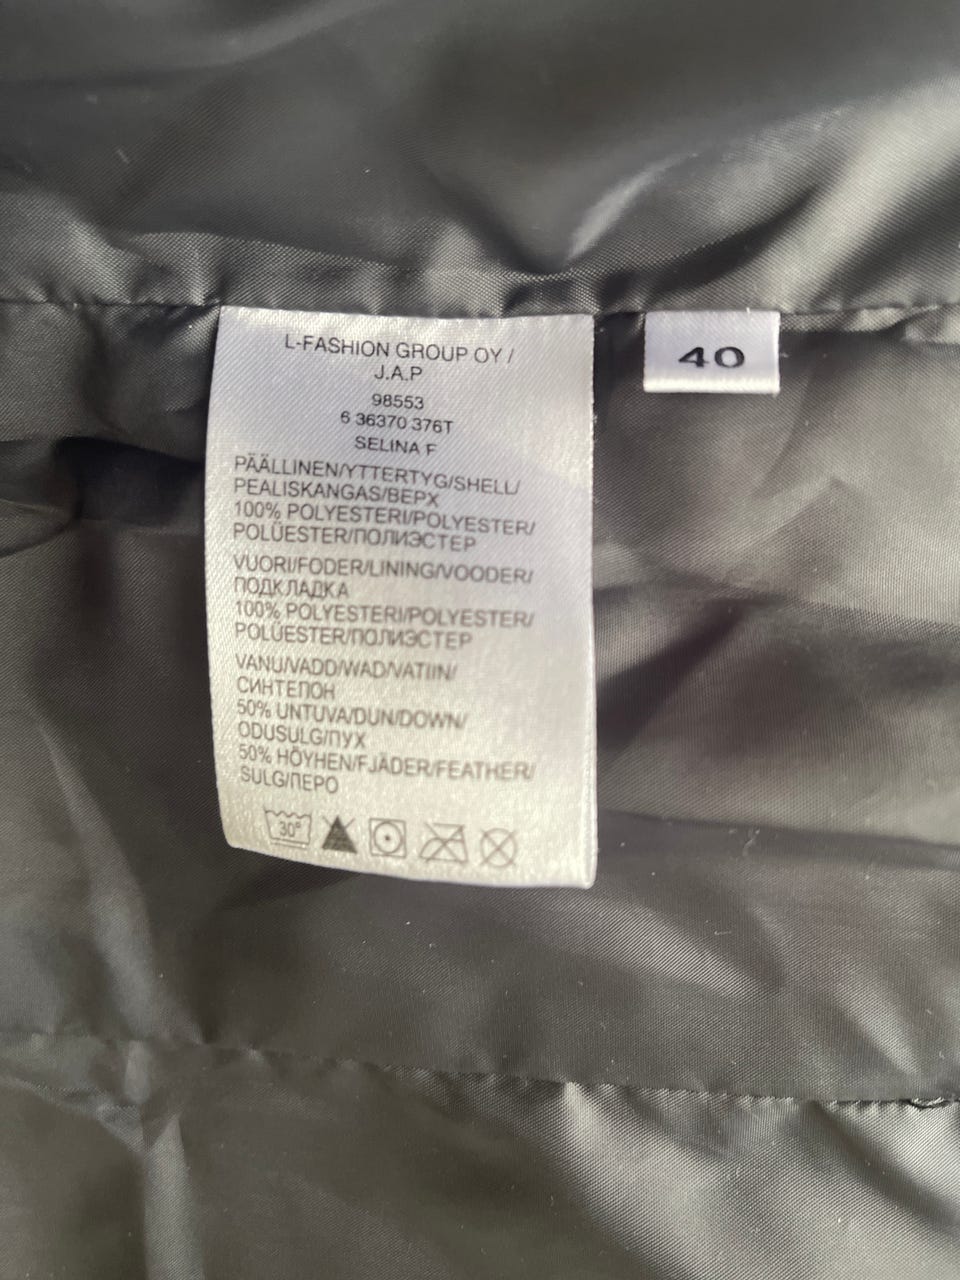 L-FASHION GROUP OY /
J.A.P
98553
6 36370 376T
SELINA F
PÄÄLLINEN/YTTERTYG/SHELL/
PEALISKANGAS/ВЕРХ
100% POLYESTERI/POLYESTER/
POLÜESTER/ПОЛИЭСТЕР
VUORI/FODER/LINING/VOODER/
ПОДКЛАДКА
100% POLYESTERI/POLYESTER/
POLÜESTER/ПОЛИЭСТЕР
VANU/VADD/WAD/VATIIN/
СИНТЕПОН
50% UNTUVA/DUN/DOWN/
ODUSULG/ПУХ
50% HÖYHEN/FJÄDER/FEATHER/
SULG/ПЕРО
30°
40